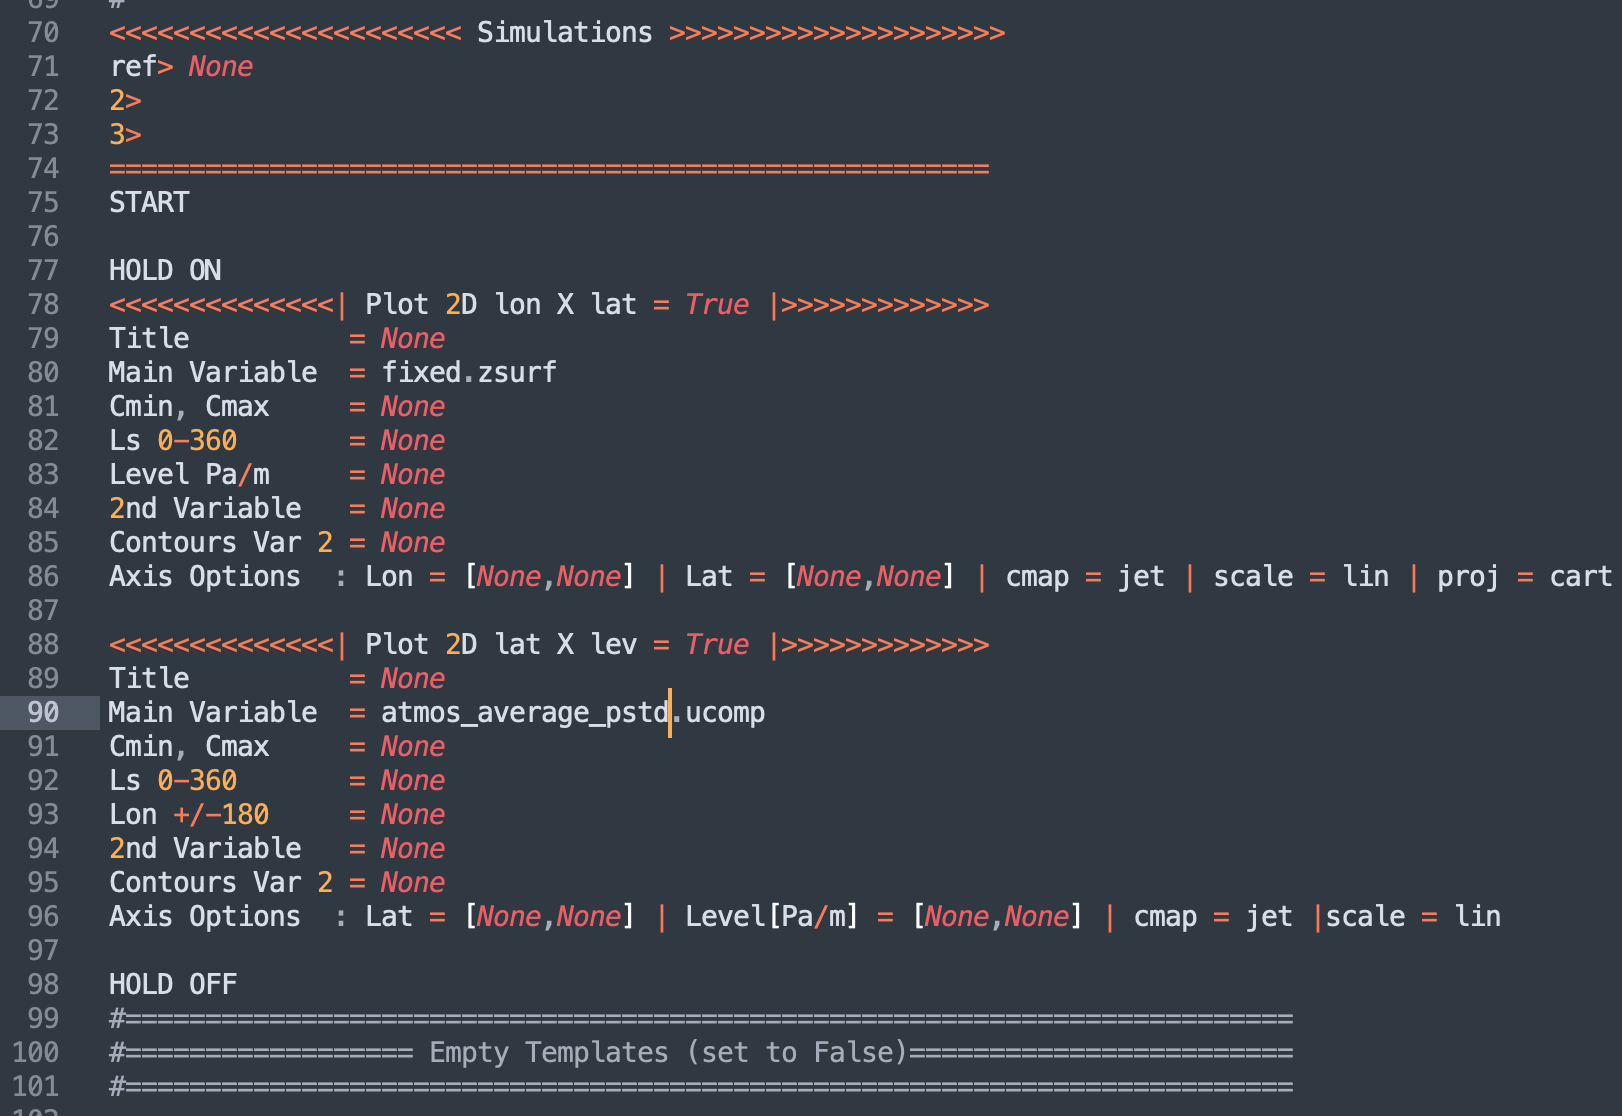 69 #
70 <<<<<<<<<<<<<<<<<<<<<< Simulations >>>>>>>>>>>>>>>>>>>>>
71 ref> None
72 2>
73 3>
74 =======================================================
75 START
76
77 HOLD ON
78 <<<<<<<<<<<<<<| Plot 2D lon X lat = True |>>>>>>>>>>>>>
79 Title          = None
80 Main Variable  = fixed.zsurf
81 Cmin, Cmax     = None
82 Ls 0-360       = None
83 Level Pa/m     = None
84 2nd Variable   = None
85 Contours Var 2 = None
86 Axis Options  : Lon = [None,None] | Lat = [None,None] | cmap = jet | scale = lin | proj = cart
87
88 <<<<<<<<<<<<<<| Plot 2D lat X lev = True |>>>>>>>>>>>>>
89 Title          = None
90 Main Variable  = atmos_average_pstd.ucomp
91 Cmin, Cmax     = None
92 Ls 0-360       = None
93 Lon +/-180     = None
94 2nd Variable   = None
95 Contours Var 2 = None
96 Axis Options  : Lat = [None,None] | Level[Pa/m] = [None,None] | cmap = jet |scale = lin
97
98 HOLD OFF
99 #=========================================================================
100 #================== Empty Templates (set to False)========================
101 #=========================================================================
102